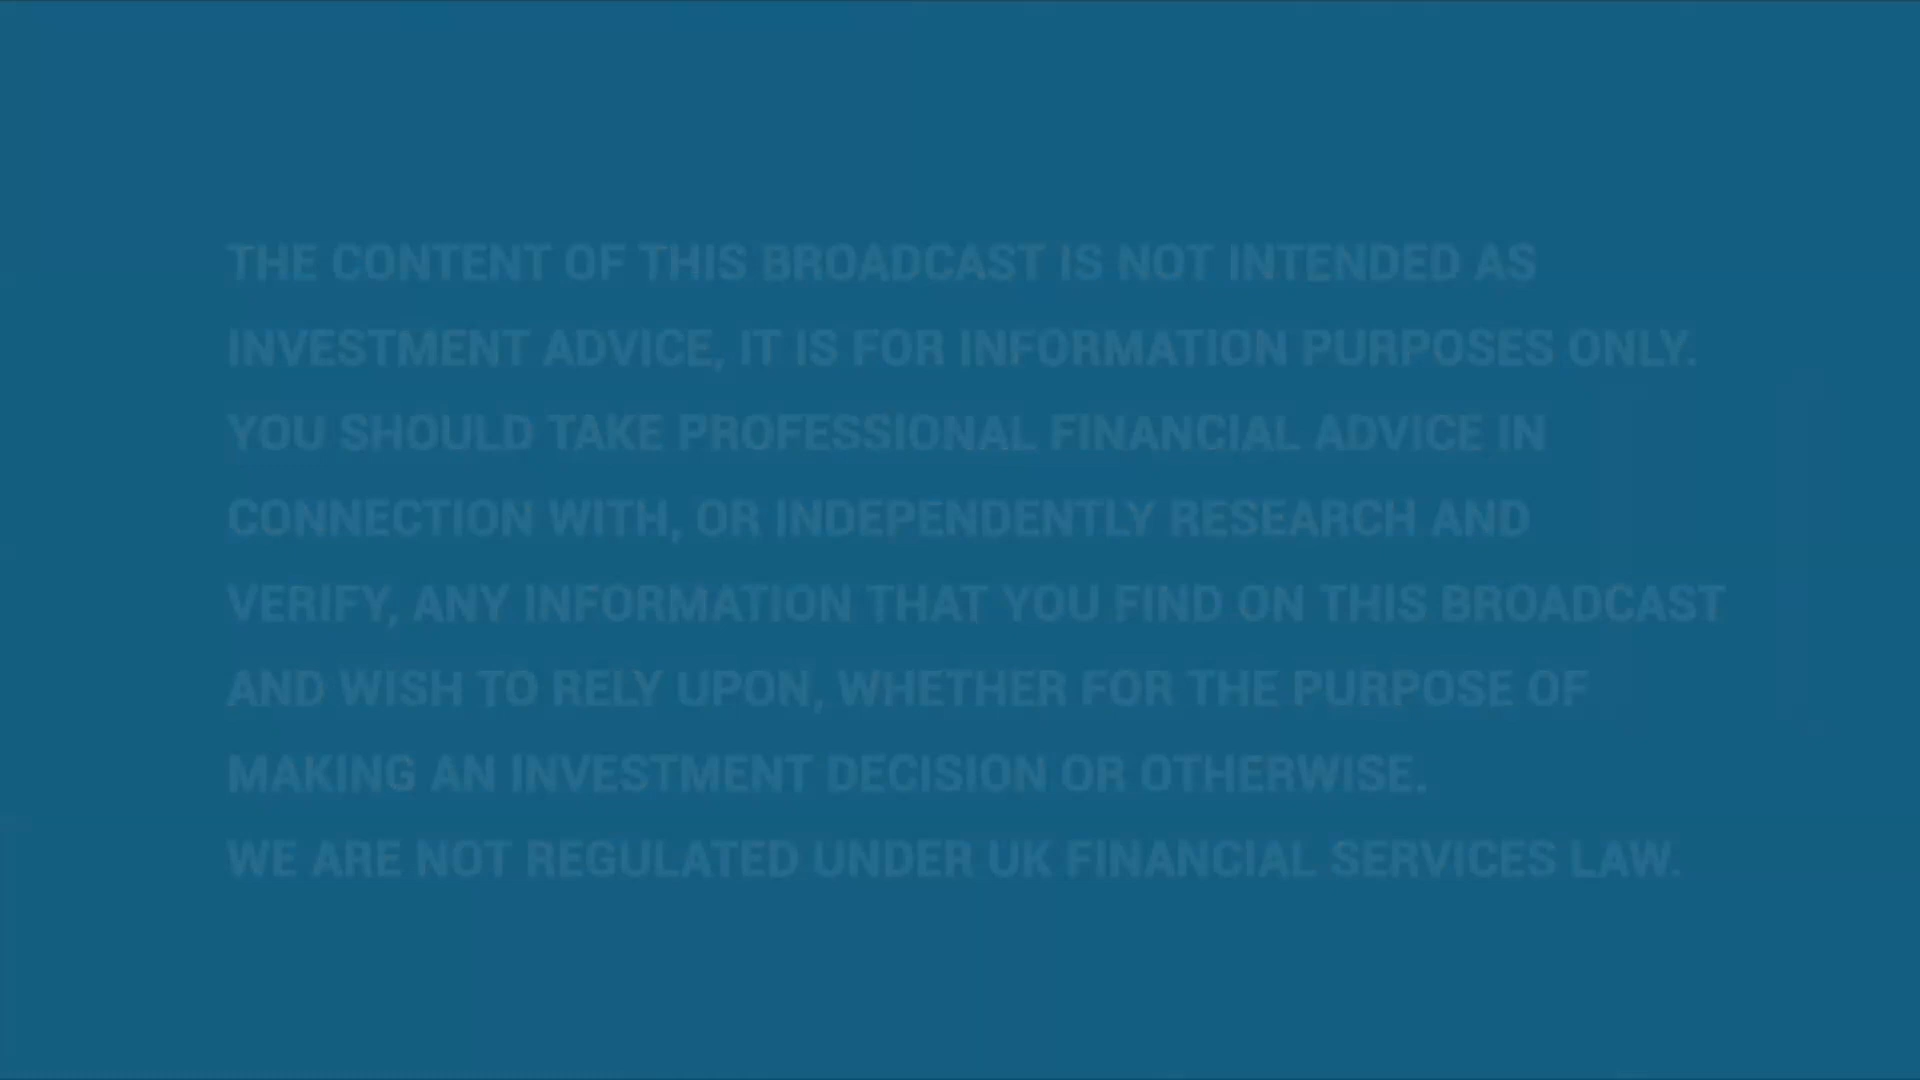 THE CONTENT OF THIS BROADCAST IS NOT INTENDED AS
INVESTMENT ADVICE, IT IS FOR INFORMATION PURPOSES ONLY.
YOU SHOULD TAKE PROFESSIONAL FINANCIAL ADVICE IN
CONNECTION WITH, OR INDEPENDENTLY RESEARCH AND
VERIFY, ANY INFORMATION THAT YOU FIND ON THIS BROADCAST
AND WISH TO RELY UPON, WHETHER FOR THE PURPOSE OF
MAKING AN INVESTMENT DECISION OR OTHERWISE.
WE ARE NOT REGULATED UNDER UK FINANCIAL SERVICES LAW.